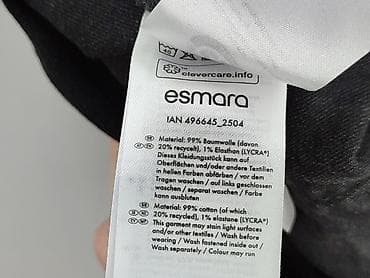 40
clevercare.info
esmara
IAN 496645_2504
Material: 99% Baumwolle (davon
20% recycelt), 1% Elasthan (LYCRA®)
Dieses Kleidungsstück kann auf
Oberflächen und/oder andere Textilien
in hellen Farben abfärben / vor dem
Tragen waschen / auf links geschlossen
waschen / separat waschen / Farbe
kann ausbluten
Material: 99% cotton (of which
20% recycled), 1% elastane (LYCRA®)
This garment may stain light surfaces
and/or other textiles / Wash before
wearing / Wash fastened inside out /
Wash separately / Colour may run